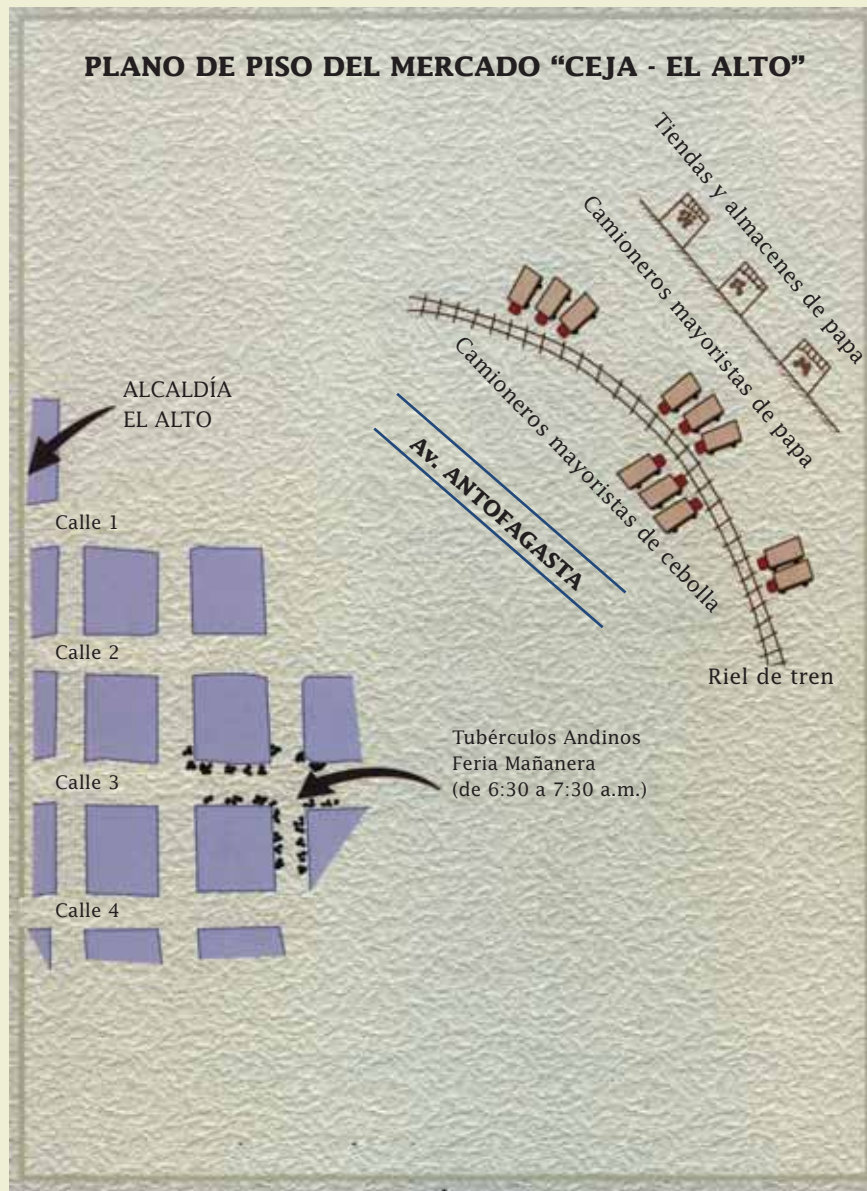 PLANO DE PISO DEL MERCADO “CEJA - EL ALTO”
Tiendas y almacenes de papa
Camioneros mayoristas de papa
Camioneros mayoristas de cebolla
Av. ANTOFAGASTA
ALCALDÍA
EL ALTO
Calle 1
Calle 2
Riel de tren
Tubérculos Andinos
Feria Mañanera
(de 6:30 a 7:30 a.m.)
Calle 3
Calle 4